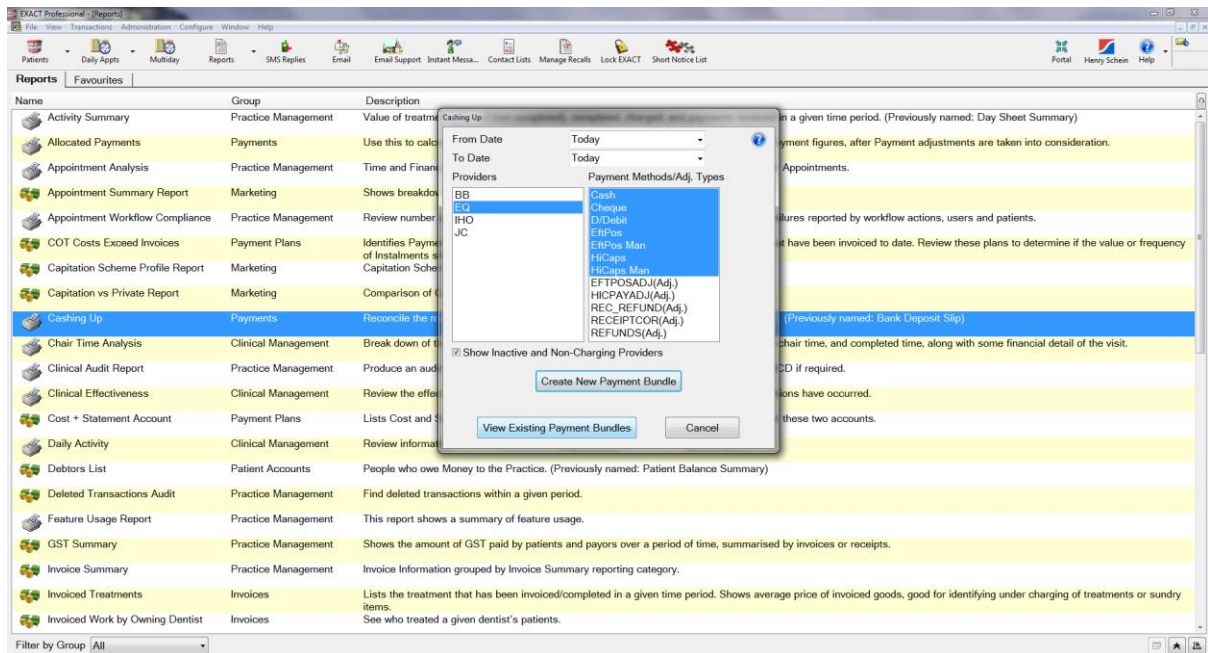 EXACT Professional - [Reports]
File View Transactions Administration Configure Window Help
Patients Daily Appts Multiday Reports SMS Replies Email Email Support Instant Messa... Contact Lists Manage Recalls Lock EXACT Short Notice List Portal Henry Schein Help
Reports Favourites
Name Group Description
Activity Summary Practice Management Value of treatme in a given time period. (Previously named: Day Sheet Summary)
Allocated Payments Payments Use this to calc yment figures, after Payment adjustments are taken into consideration.
Appointment Analysis Practice Management Time and Financ Appointments.
Appointment Summary Report Marketing Shows breakdov
Appointment Workflow Compliance Practice Management Review number ilures reported by workflow actions, users and patients.
COT Costs Exceed Invoices Payment Plans Identifies Payme t have been invoiced to date. Review these plans to determine if the value or frequency
of Instalments s
Capitation Scheme Profile Report Marketing Capitation Sche
Capitation vs Private Report Marketing Comparison of
Cashing Up Payments Reconcile the m (Previously named: Bank Deposit Slip)
Chair Time Analysis Clinical Management Break down of t chair time, and completed time, along with some financial detail of the visit.
Clinical Audit Report Practice Management Produce an aud CD if required.
Clinical Effectiveness Clinical Management Review the effec ions have occurred.
Cost + Statement Account Payment Plans Lists Cost and S these two accounts.
Daily Activity Clinical Management Review informat
Debtors List Patient Accounts People who owe Money to the Practice. (Previously named: Patient Balance Summary)
Deleted Transactions Audit Practice Management Find deleted transactions within a given period.
Feature Usage Report Practice Management This report shows a summary of feature usage.
GST Summary Practice Management Shows the amount of GST paid by patients and payors over a period of time, summarised by invoices or receipts.
Invoice Summary Practice Management Invoice Information grouped by Invoice Summary reporting category.
Invoiced Treatments Invoices Lists the treatment that has been invoiced/completed in a given time period. Shows average price of invoiced goods, good for identifying under charging of treatments or sundry
items.
Invoiced Work by Owning Dentist Invoices See who treated a given dentist's patients.
Filter by Group All
Cashing Up
From Date Today
To Date Today
Providers Payment Methods/Adj. Types
BB Cash
EQ Cheque
IHO D/Debit
JC EftPos
EftPos Man
HiCaps
HiCaps Man
EFTPOSADJ(Adj.)
HICPAYADJ(Adj.)
REC_REFUND(Adj.)
RECEIPTCOR(Adj.)
REFUNDS(Adj.)
Show Inactive and Non-Charging Providers
Create New Payment Bundle
View Existing Payment Bundles Cancel